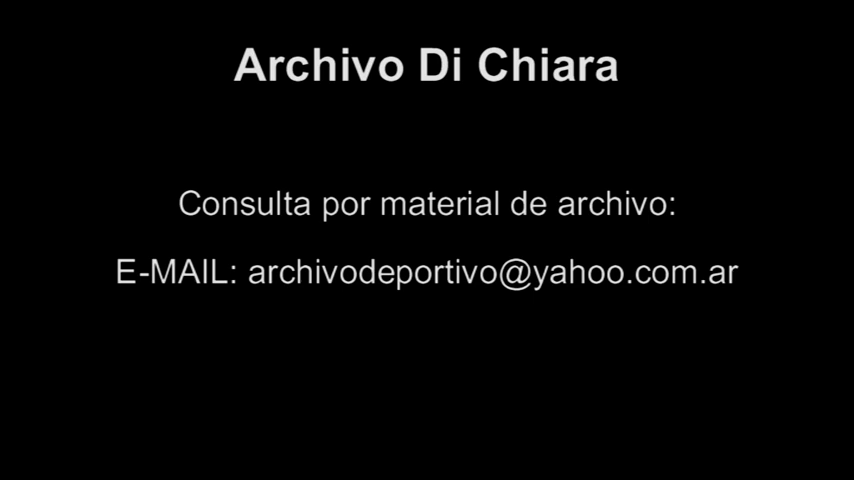 Archivo Di Chiara
Consulta por material de archivo:
E-MAIL: archivodeportivo@yahoo.com.ar